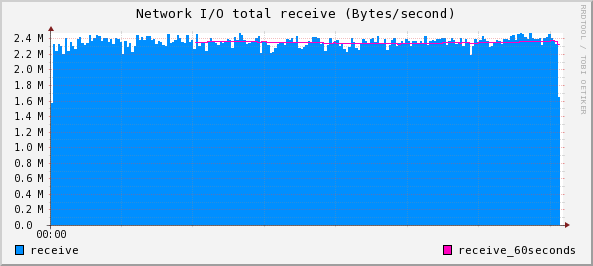 Network I/O total receive (Bytes/second)
RRDTOOL / TOBI OETIKER
2.4 M
2.2 M
2.0 M
1.8 M
1.6 M
1.4 M
1.2 M
1.0 M
0.8 M
0.6 M
0.4 M
0.2 M
0.0
00:00
receive
receive_60seconds